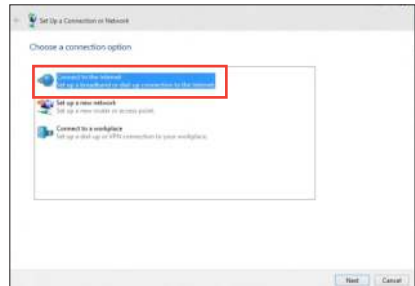 Set Up a Connection or Network
Choose a connection option
Connect to the Internet
Set up a broadband or dial-up connection to the Internet.
Set up a new network
Set up a new router or access point.
Connect to a workplace
Set up a dial-up or VPN connection to your workplace.
Next
Cancel